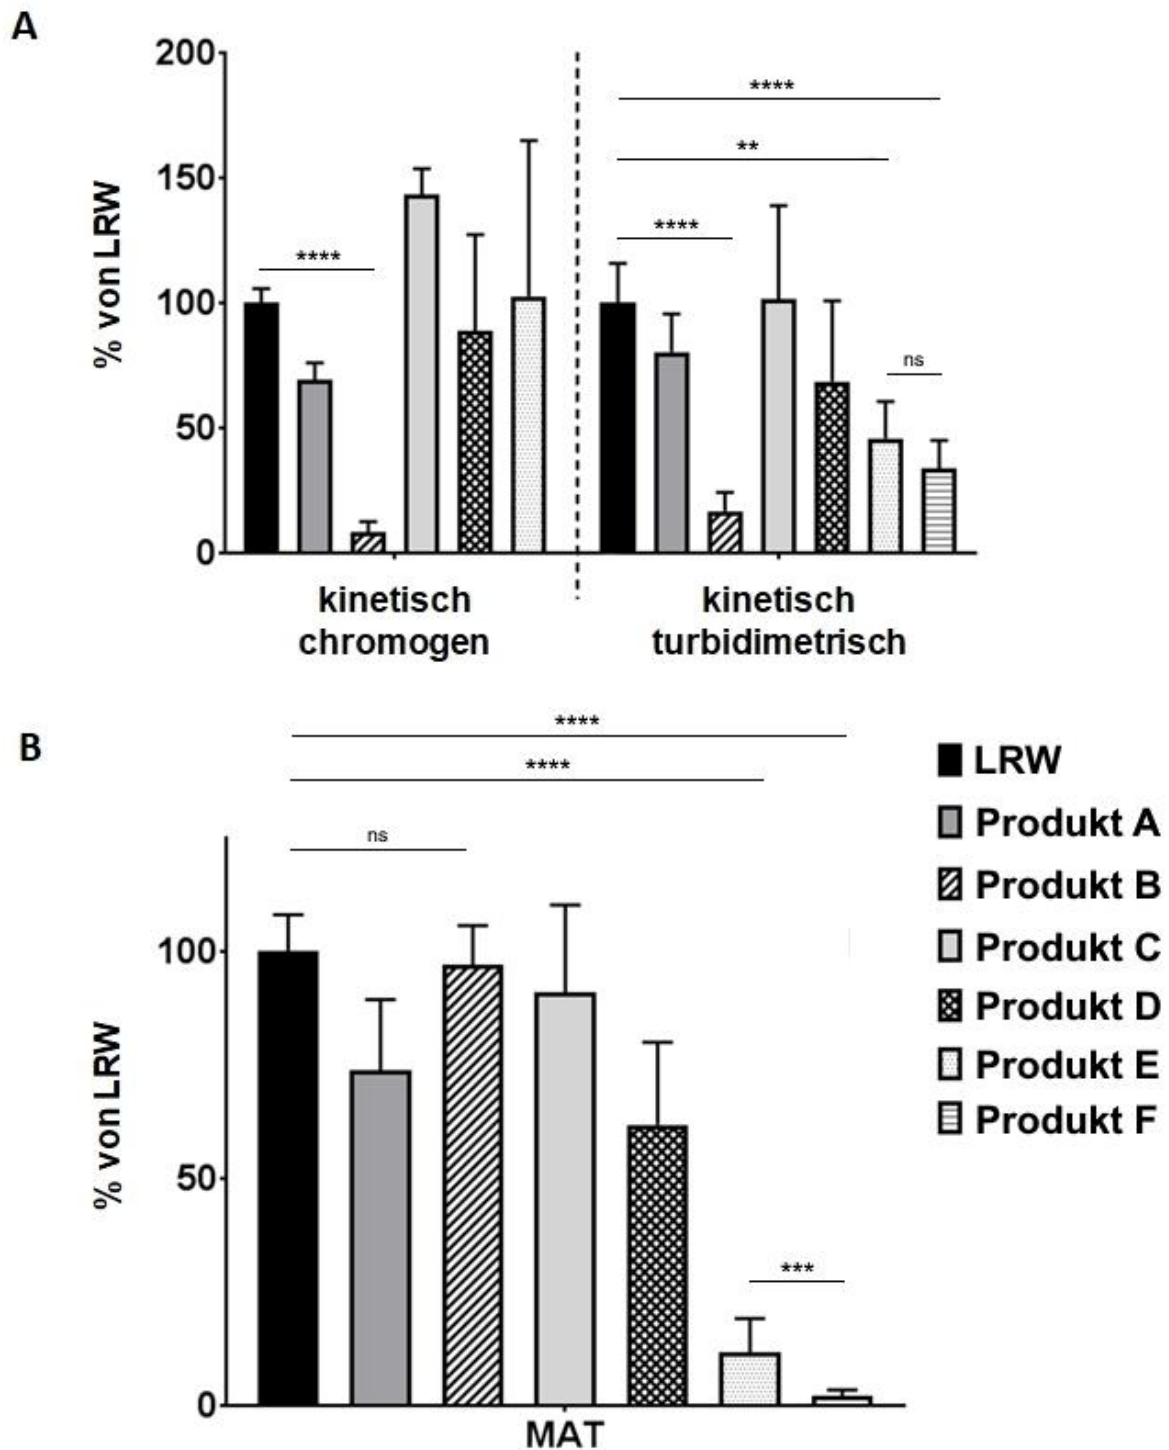 A
200
150
100
50
0
% von LRW
****
****
**
****
ns
kinetisch
chromogen
kinetisch
turbidimetrisch
B
****
****
ns
***
100
50
0
% von LRW
MAT
LRW
Produkt A
Produkt B
Produkt C
Produkt D
Produkt E
Produkt F